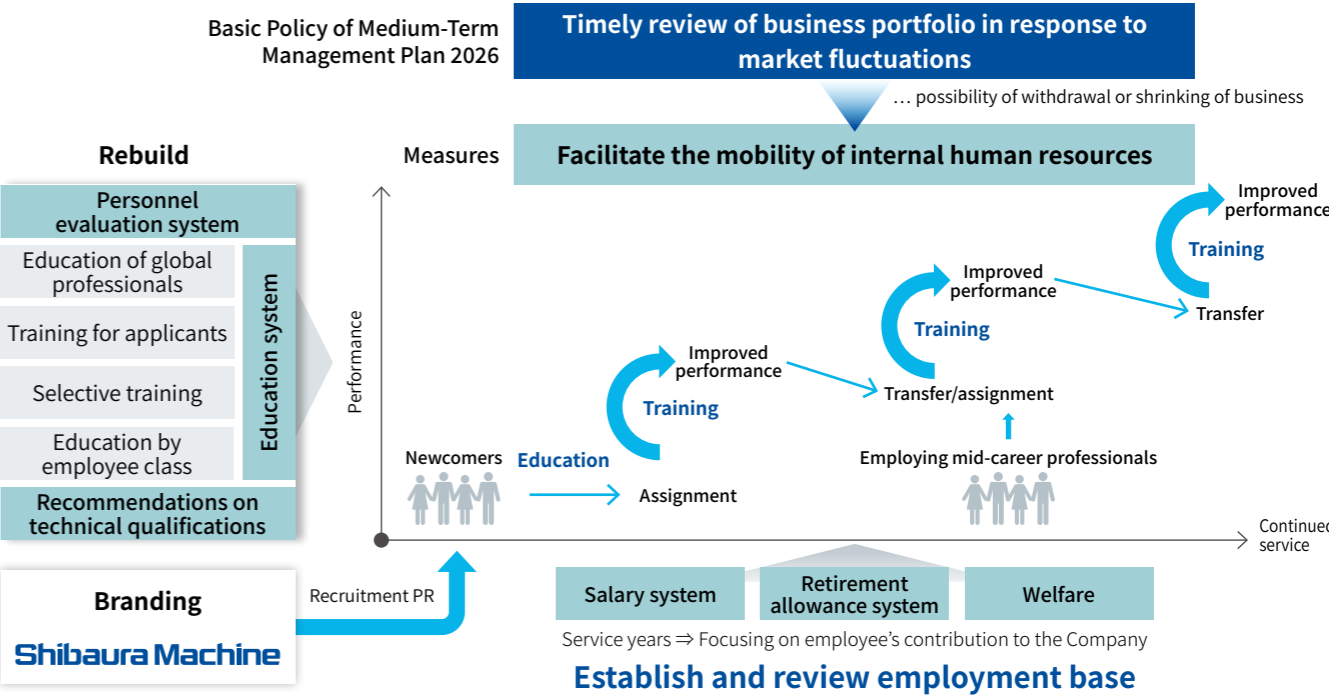 Basic Policy of Medium-Term
Management Plan 2026
Timely review of business portfolio in response to
market fluctuations
… possibility of withdrawal or shrinking of business
Rebuild
Measures
Facilitate the mobility of internal human resources
Personnel
evaluation system
Education of global
professionals
Training for applicants
Selective training
Education by
employee class
Education system
Recommendations on
technical qualifications
Performance
Newcomers
Education
Assignment
Training
Improved
performance
Transfer/assignment
Employing mid-career professionals
Training
Improved
performance
Transfer
Training
Improved
performance
Continued
service
Branding
Shibaura Machine
Recruitment PR
Salary system
Retirement
allowance system
Welfare
Service years ⇒ Focusing on employee’s contribution to the Company
Establish and review employment base